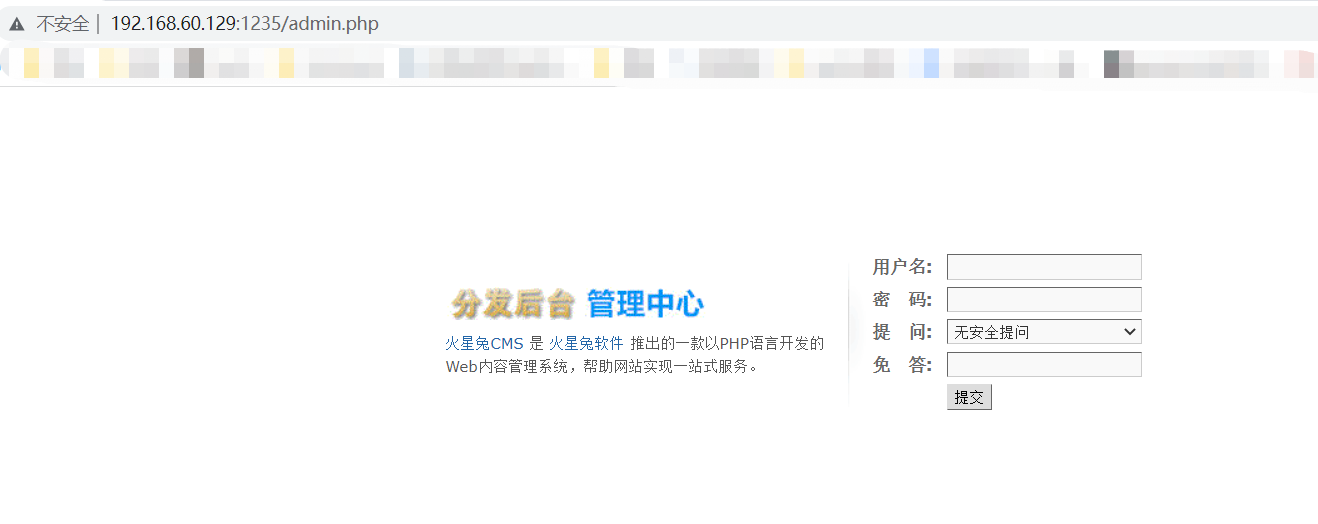 不安全 192.168.60.129:1235/admin.php
分发后台 管理中心
火星兔CMS 是 火星兔软件 推出的一款以PHP语言开发的
Web内容管理系统，帮助网站实现一站式服务。
用户名:
密 码:
提 问: 无安全提问
免 答:
提交